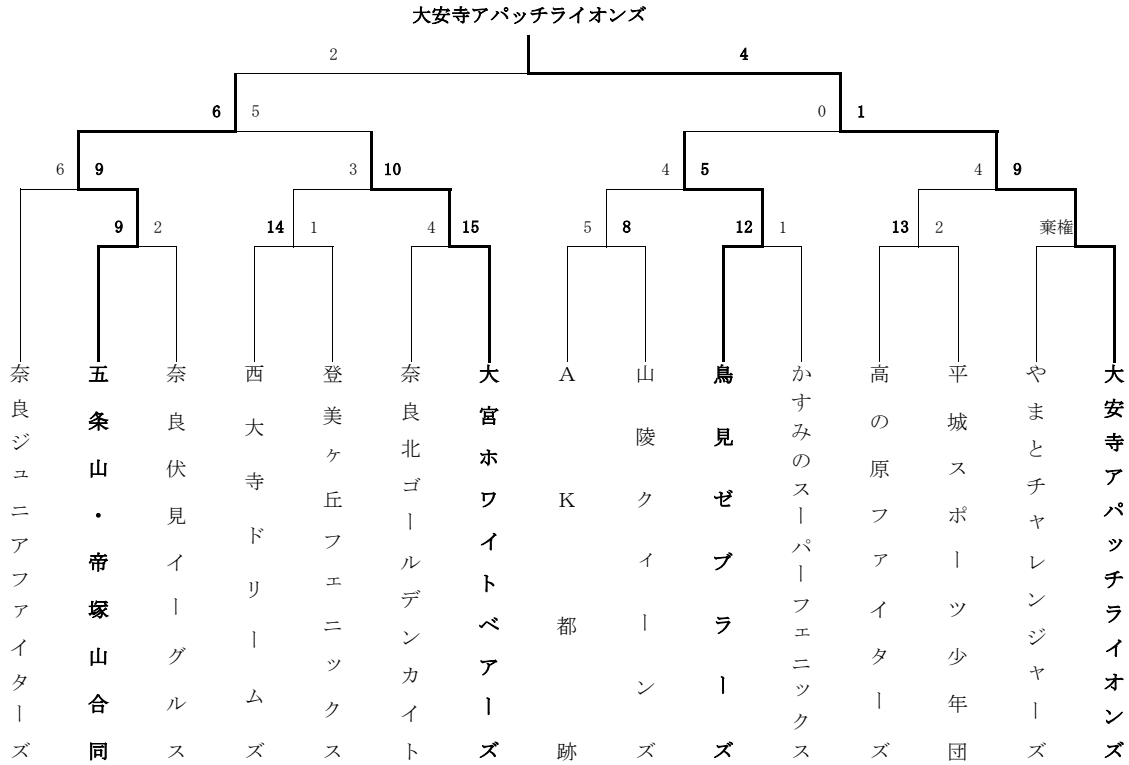 大安寺アパッチライオンズ
2 4
6 5 0 1
6 9 3 10 4 5 4 9
9 2 14 1 4 15 5 8 12 1 13 2 棄権
奈良ジュニアファイターズ
五条山・帝塚山合同
奈良伏見イーグルス
西大寺ドリームズ
登美ヶ丘フェニックス
奈良北ゴールデンカイト
大宮ホワイトベアーズ
AK都跡
山陵クィーンズ
鳥見ゼブラーズ
かすみのスーパーフェニックス
高の原ファイターズ
平城スポーツ少年団
やまとチャレンジャーズ
大安寺アパッチライオンズ